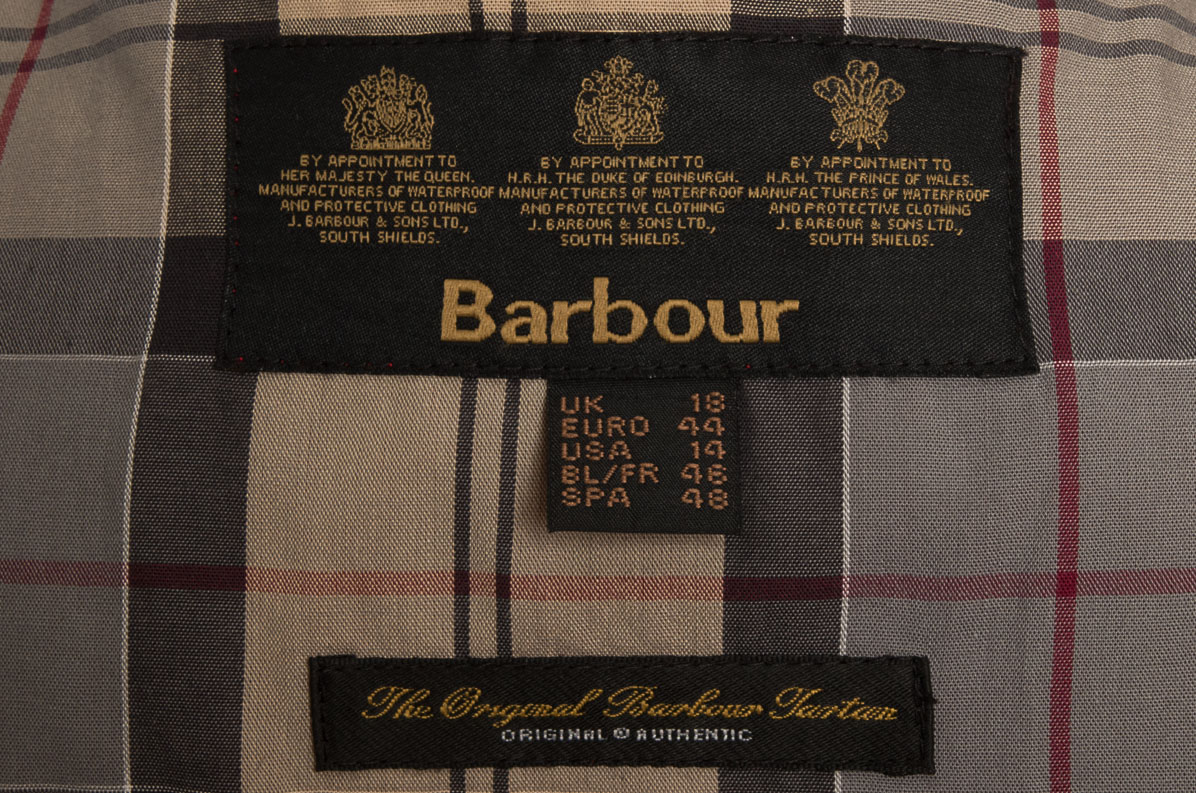 BY APPOINTMENT TO
HER MAJESTY THE QUEEN.
MANUFACTURERS OF WATERPROOF
AND PROTECTIVE CLOTHING
J. BARBOUR & SONS LTD.,
SOUTH SHIELDS.
BY APPOINTMENT TO
H.R.H. THE DUKE OF EDINBURGH.
MANUFACTURERS OF WATERPROOF
AND PROTECTIVE CLOTHING
J. BARBOUR & SONS LTD.,
SOUTH SHIELDS.
BY APPOINTMENT TO
H.R.H. THE PRINCE OF WALES.
MANUFACTURERS OF WATERPROOF
AND PROTECTIVE CLOTHING
J. BARBOUR & SONS LTD.,
SOUTH SHIELDS.
Barbour
UK 18
EURO 44
USA 14
BL/FR 46
SPA 48
The Original Barbour Tartan
ORIGINAL @ AUTHENTIC